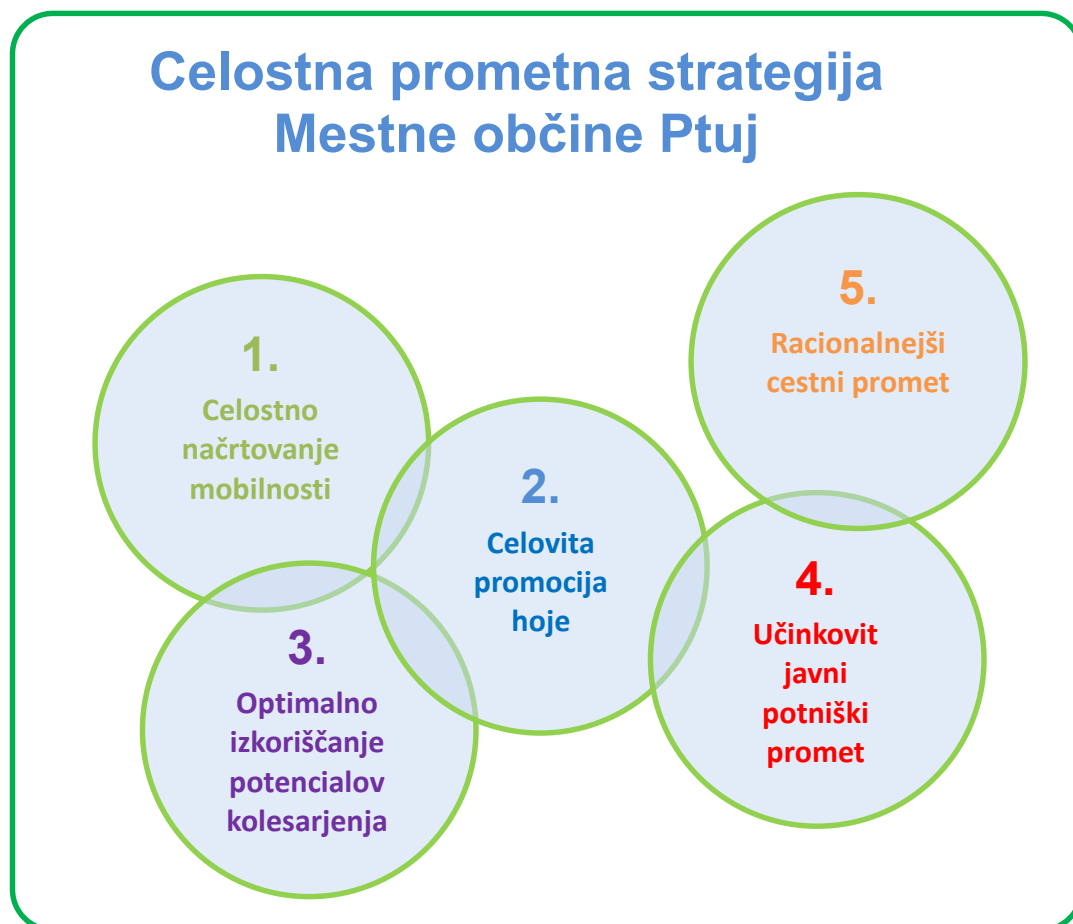 Celostna prometna strategija
Mestne občine Ptuj
1.
Celostno
načrtovanje
mobilnosti
2.
Celovita
promocija
hoje
3.
Optimalno
izkoriščanje
potencialov
kolesarjenja
4.
Učinkovit
javni
potniški
promet
5.
Racionalnejši
cestni promet